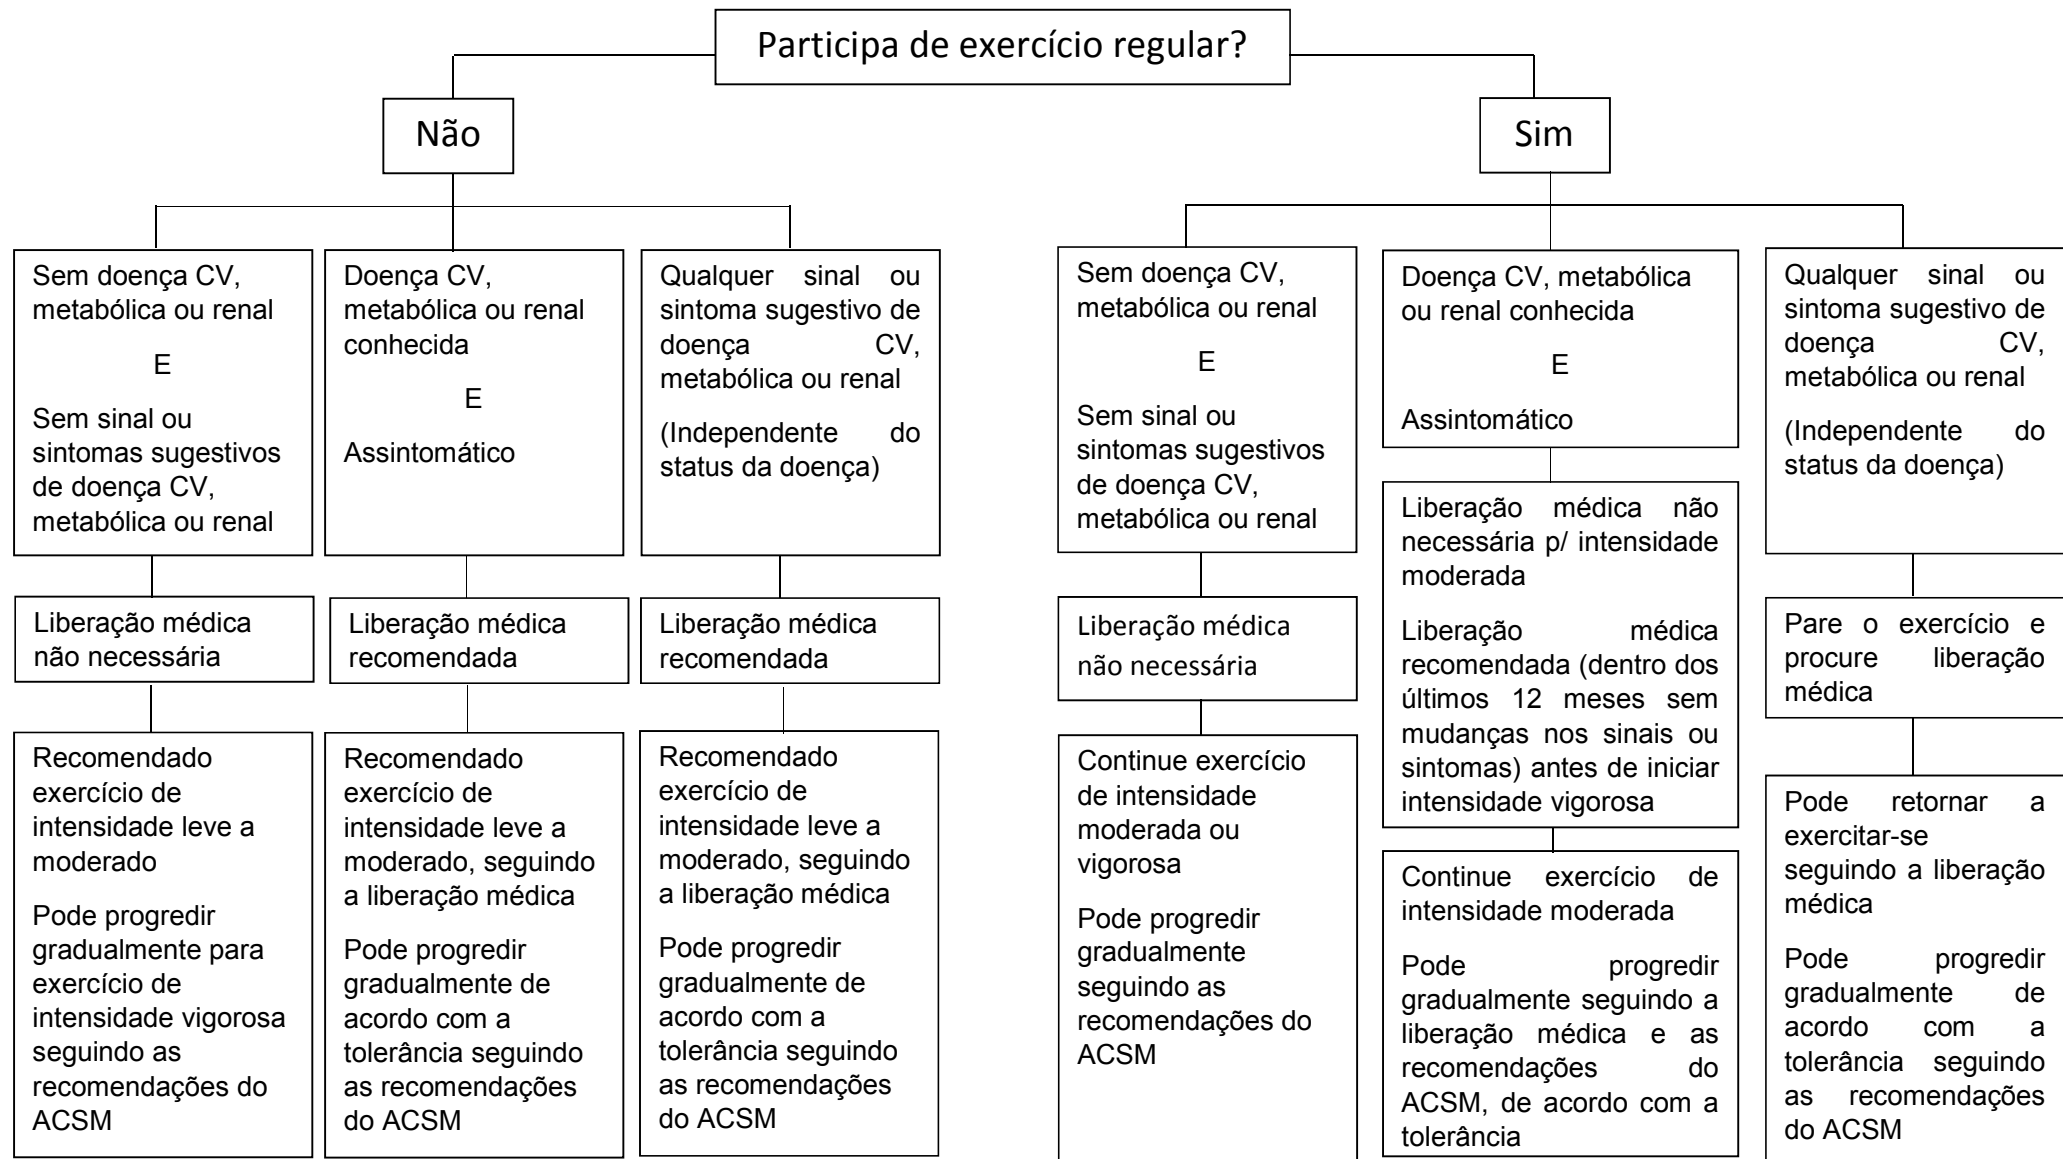 Participa de exercício regular?
Não
Sim
Sem doença CV,
metabólica ou renal
E
Sem sinal ou
sintomas sugestivos
de doença CV,
metabólica ou renal
Doença CV,
metabólica ou renal
conhecida
E
Assintomático
Qualquer sinal ou
sintoma sugestivo de
doença CV,
metabólica ou renal
(Independente do
status da doença)
Sem doença CV,
metabólica ou renal
E
Sem sinal ou
sintomas sugestivos
de doença CV,
metabólica ou renal
Doença CV, metabólica
ou renal conhecida
E
Assintomático
Qualquer sinal ou
sintoma sugestivo de
doença CV,
metabólica ou renal
(Independente do
status da doença)
Liberação médica
não necessária
Liberação médica
recomendada
Liberação médica
recomendada
Liberação médica
não necessária
Liberação médica não
necessária p/ intensidade
moderada
Liberação médica
recomendada (dentro dos
últimos 12 meses sem
mudanças nos sinais ou
sintomas) antes de iniciar
intensidade vigorosa
Pare o exercício e
procure liberação
médica
Recomendado
exercício de
intensidade leve a
moderado
Pode progredir
gradualmente para
exercício de
intensidade vigorosa
seguindo as
recomendações do
ACSM
Recomendado
exercício de
intensidade leve a
moderado, seguindo
a liberação médica
Pode progredir
gradualmente de
acordo com a
tolerância seguindo
as recomendações
do ACSM
Recomendado
exercício de
intensidade leve a
moderado, seguindo
a liberação médica
Pode progredir
gradualmente de
acordo com a
tolerância seguindo
as recomendações
do ACSM
Continue exercício
de intensidade
moderada ou
vigorosa
Pode progredir
gradualmente
seguindo as
recomendações do
ACSM
Continue exercício de
intensidade moderada
Pode progredir
gradualmente seguindo a
liberação médica e as
recomendações do
ACSM, de acordo com a
tolerância
Pode retornar a
exercitar-se
seguindo a liberação
médica
Pode progredir
gradualmente de
acordo com a
tolerância seguindo
as recomendações
do ACSM